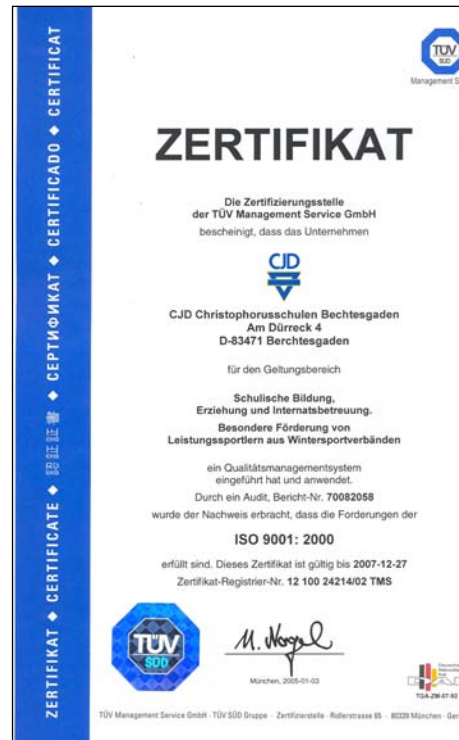 ZERTIFIKAT ◆ CERTIFICATE ◆ 認証証書 ◆ СЕРТИФИКАТ ◆ CERTIFICADO ◆ CERTIFICAT
TÜV
SÜD
Management S
ZERTIFIKAT
Die Zertifizierungsstelle
der TÜV Management Service GmbH
bescheinigt, dass das Unternehmen
CJD
CJD Christophorusschulen Bechtesgaden
Am Dürreck 4
D-83471 Berchtesgaden
für den Geltungsbereich
Schulische Bildung,
Erziehung und Internatsbetreuung.
Besondere Förderung von
Leistungssportlern aus Wintersportverbänden
ein Qualitätsmanagementsystem
eingeführt hat und anwendet.
Durch ein Audit, Bericht-Nr. 70082058
wurde der Nachweis erbracht, dass die Forderungen der
ISO 9001: 2000
erfüllt sind. Dieses Zertifikat ist gültig bis 2007-12-27
Zertifikat-Registrier-Nr. 12 100 24214/02 TMS
TÜV
SÜD
M. Nagel
München, 2005-01-03
TGA-ZM-07-92
TÜV Management Service GmbH · TÜV SÜD Gruppe · Zertifizierstelle · Ridlerstrasse 65 · 80339 München · Ger